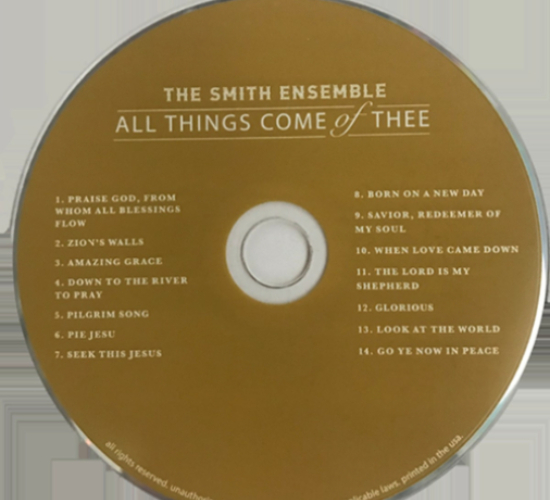 THE SMITH ENSEMBLE
ALL THINGS COME of THEE
1. PRAISE GOD, FROM
WHOM ALL BLESSINGS
FLOW
2. ZION'S WALLS
3. AMAZING GRACE
4. DOWN TO THE RIVER
TO PRAY
5. PILGRIM SONG
6. PIE JESU
7. SEEK THIS JESUS
8. BORN ON A NEW DAY
9. SAVIOR, REDEEMER OF
MY SOUL
10. WHEN LOVE CAME DOWN
11. THE LORD IS MY
SHEPHERD
12. GLORIOUS
13. LOOK AT THE WORLD
14. GO YE NOW IN PEACE
all rights reserved. laws. printed in the usa.